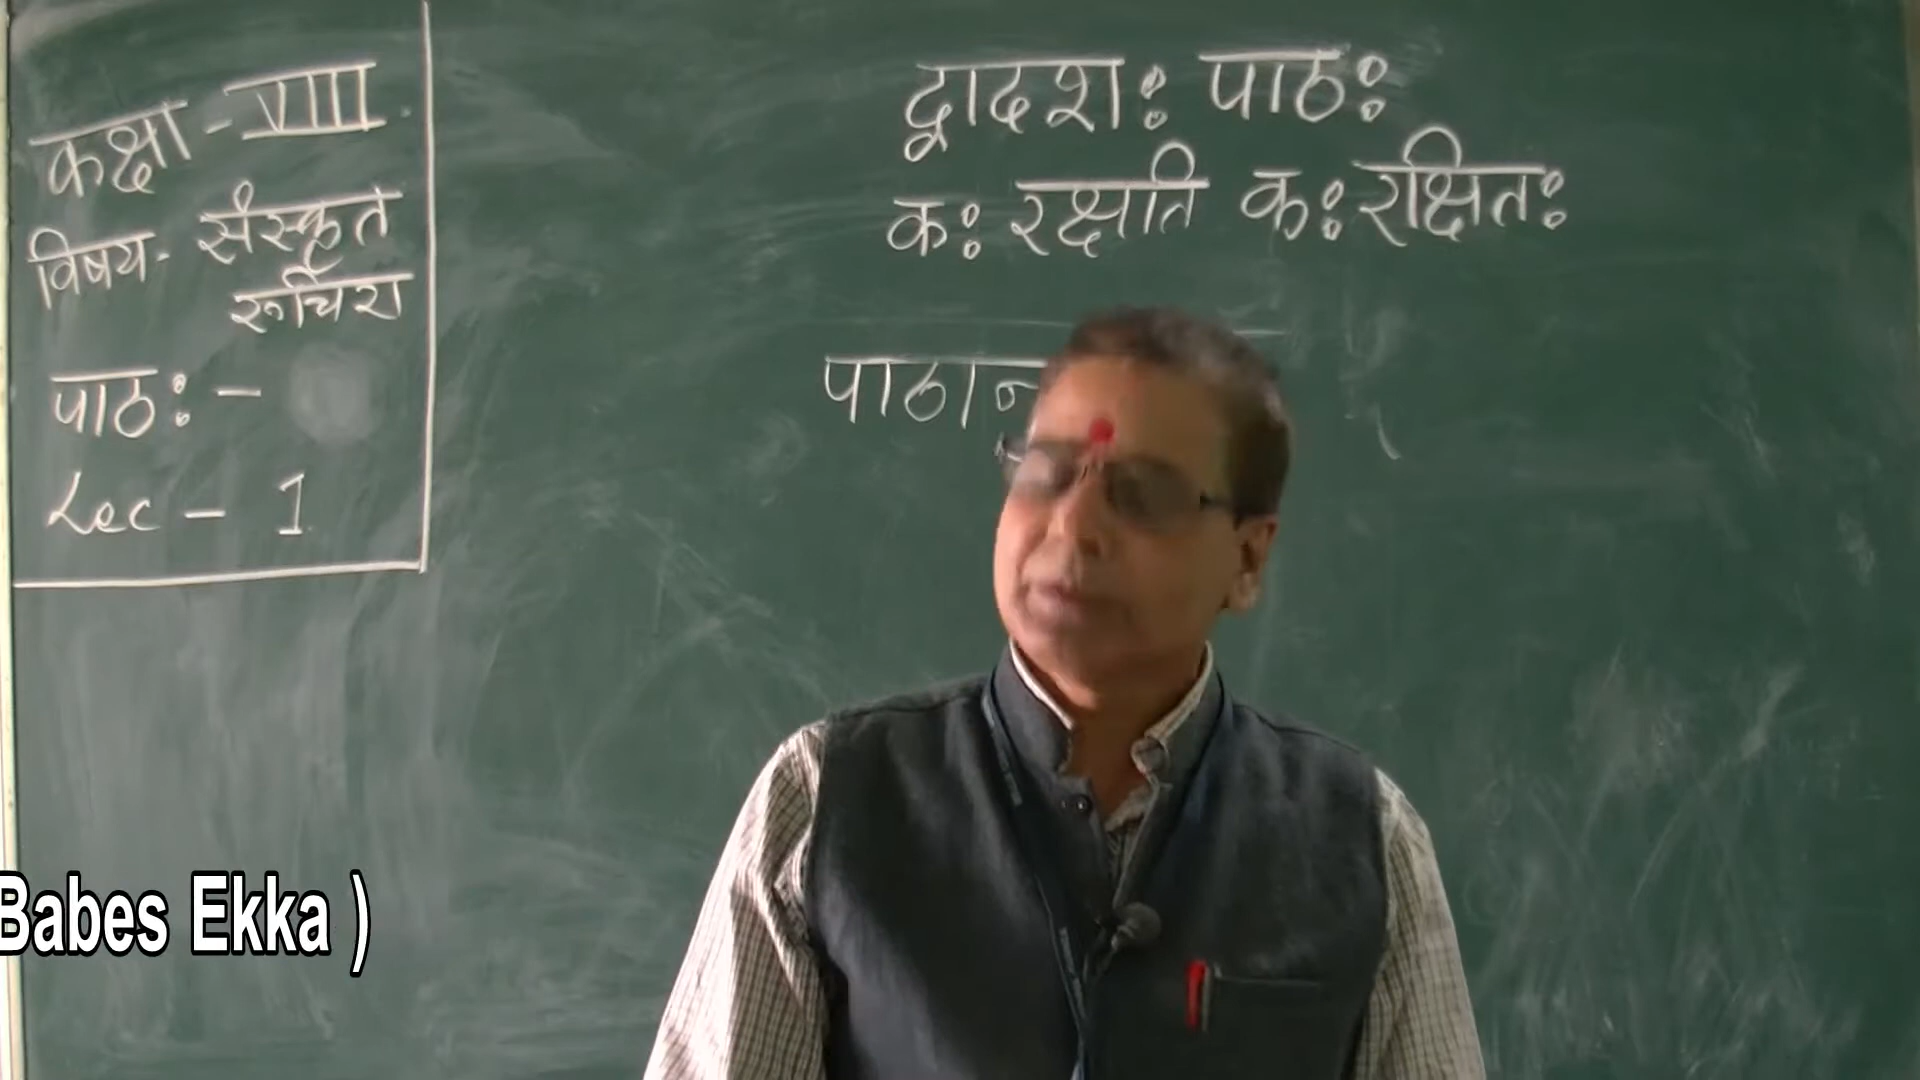 कक्षा - VIII.
विषय - संस्कृत
रूचिरा
पाठः -
Lec - 1
द्वादशः पाठः
कः रक्षति कः रक्षितः
Babes Ekka )